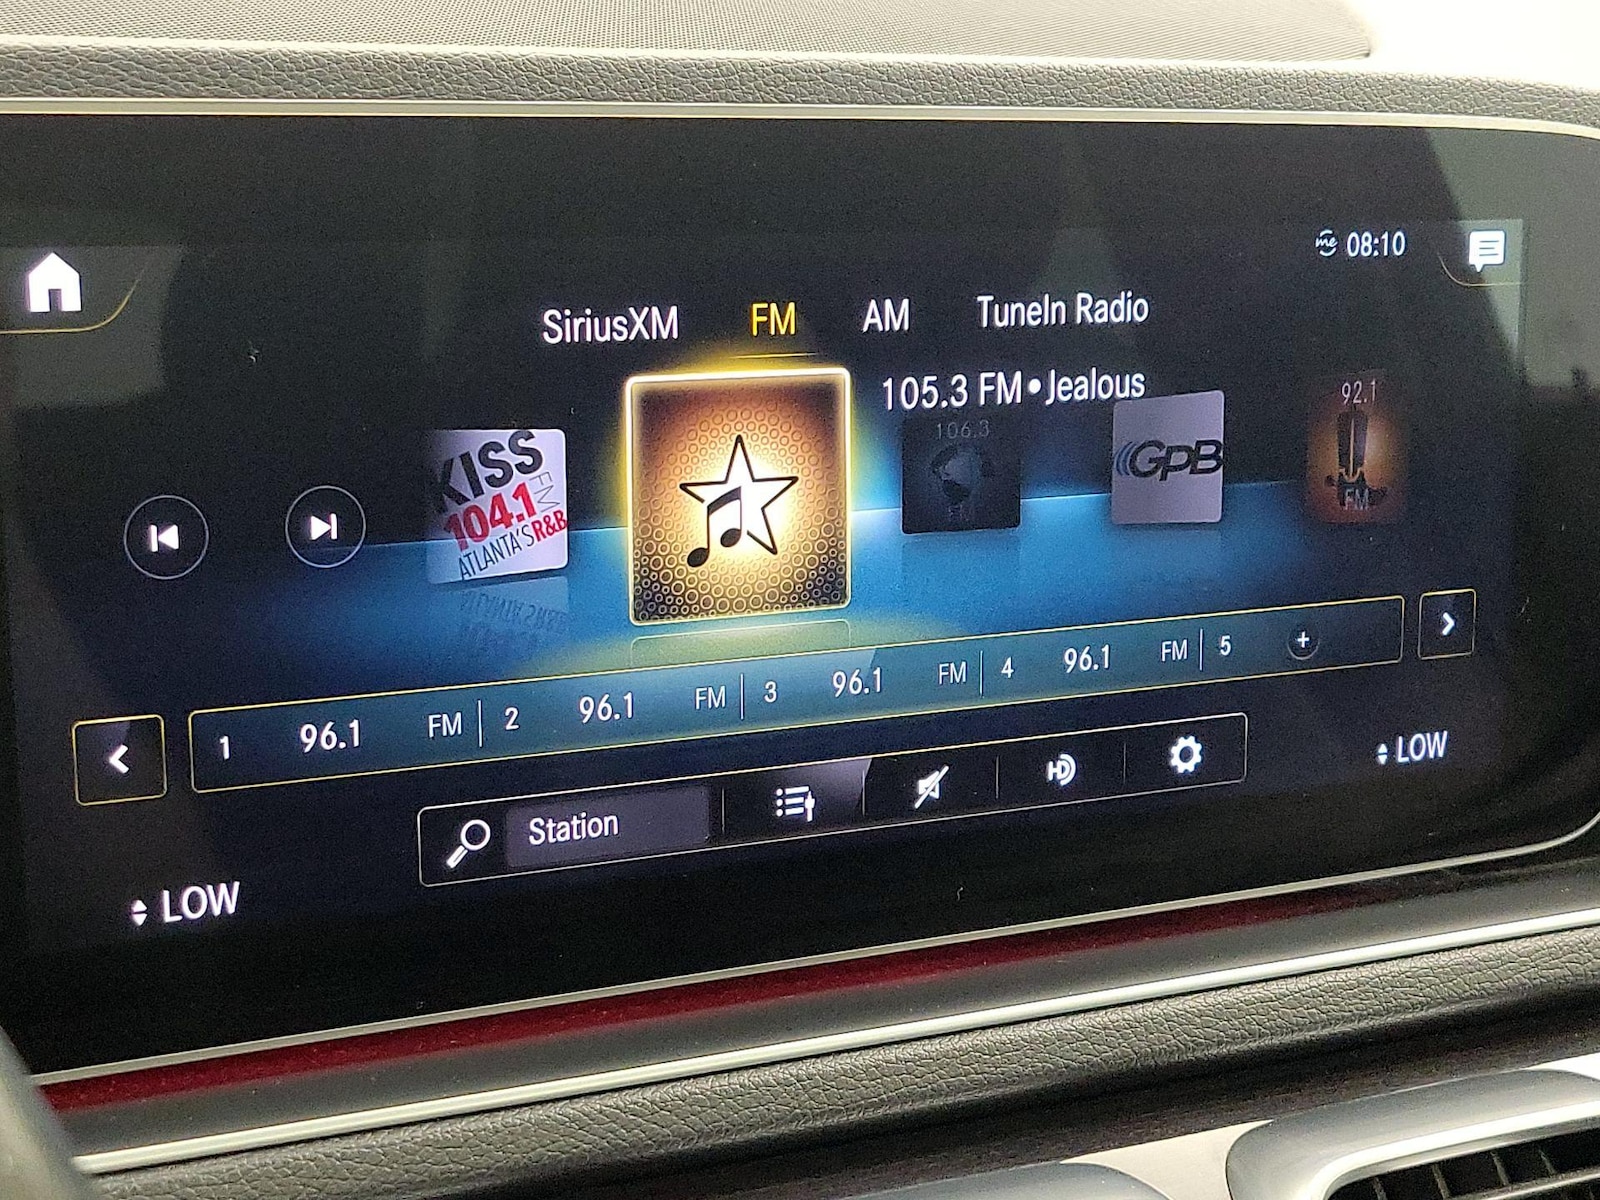 me 08:10
SiriusXM FM AM TuneIn Radio
105.3 FM•Jealous
KISS FM
104.1
ATLANTA'S R&B
106.3
GPB
92.1
FM
1 96.1 FM 2 96.1 FM 3 96.1 FM 4 96.1 FM 5 +
Station
HD
LOW
LOW